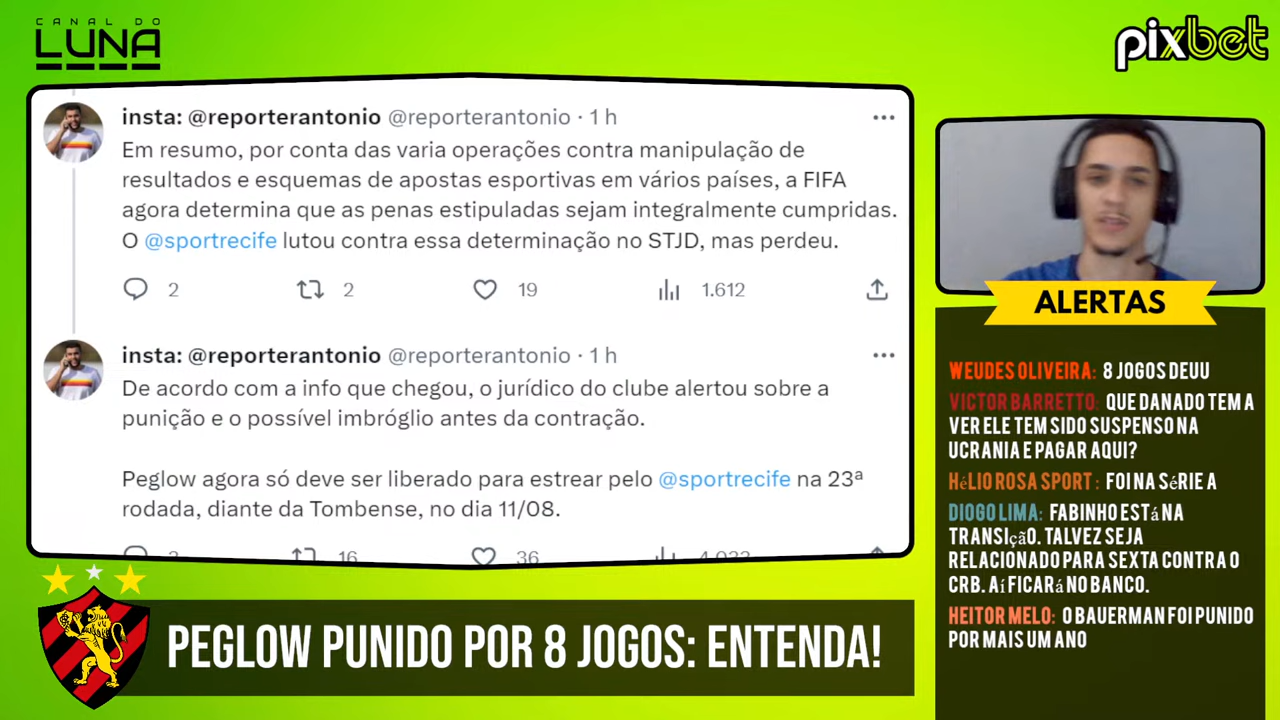 CANAL DO
LUNA
pixbet
insta: @reporterantonio @reporterantonio · 1 h
Em resumo, por conta das varia operações contra manipulação de
resultados e esquemas de apostas esportivas em vários países, a FIFA
agora determina que as penas estipuladas sejam integralmente cumpridas.
O @sportrecife lutou contra essa determinação no STJD, mas perdeu.
2 2 19 1.612
insta: @reporterantonio @reporterantonio · 1 h
De acordo com a info que chegou, o jurídico do clube alertou sobre a
punição e o possível imbróglio antes da contração.
Peglow agora só deve ser liberado para estrear pelo @sportrecife na 23ª
rodada, diante da Tombense, no dia 11/08.
16 36
ALERTAS
WEUDES OLIVEIRA: 8 JOGOS DEUU
VICTOR BARRETTO: QUE DANADO TEM A
VER ELE TEM SIDO SUSPENSO NA
UCRANIA E PAGAR AQUI?
HéLIO ROSA SPORT : FOI NA SéRIE A
DIOGO LIMA: FABINHO ESTá NA
TRANSIçãO. TALVEZ SEJA
RELACIONADO PARA SEXTA CONTRA O
CRB. Aí FICARá NO BANCO.
HEITOR MELO: O BAUERMAN FOI PUNIDO
POR MAIS UM ANO
PEGLOW PUNIDO POR 8 JOGOS: ENTENDA!